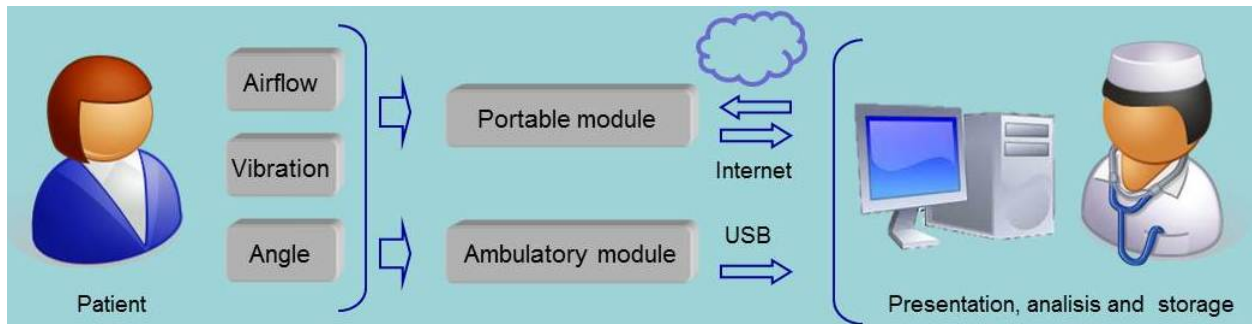 Airflow
Vibration
Angle
Patient
Portable module
Ambulatory module
Internet
USB
Presentation, analisis and storage